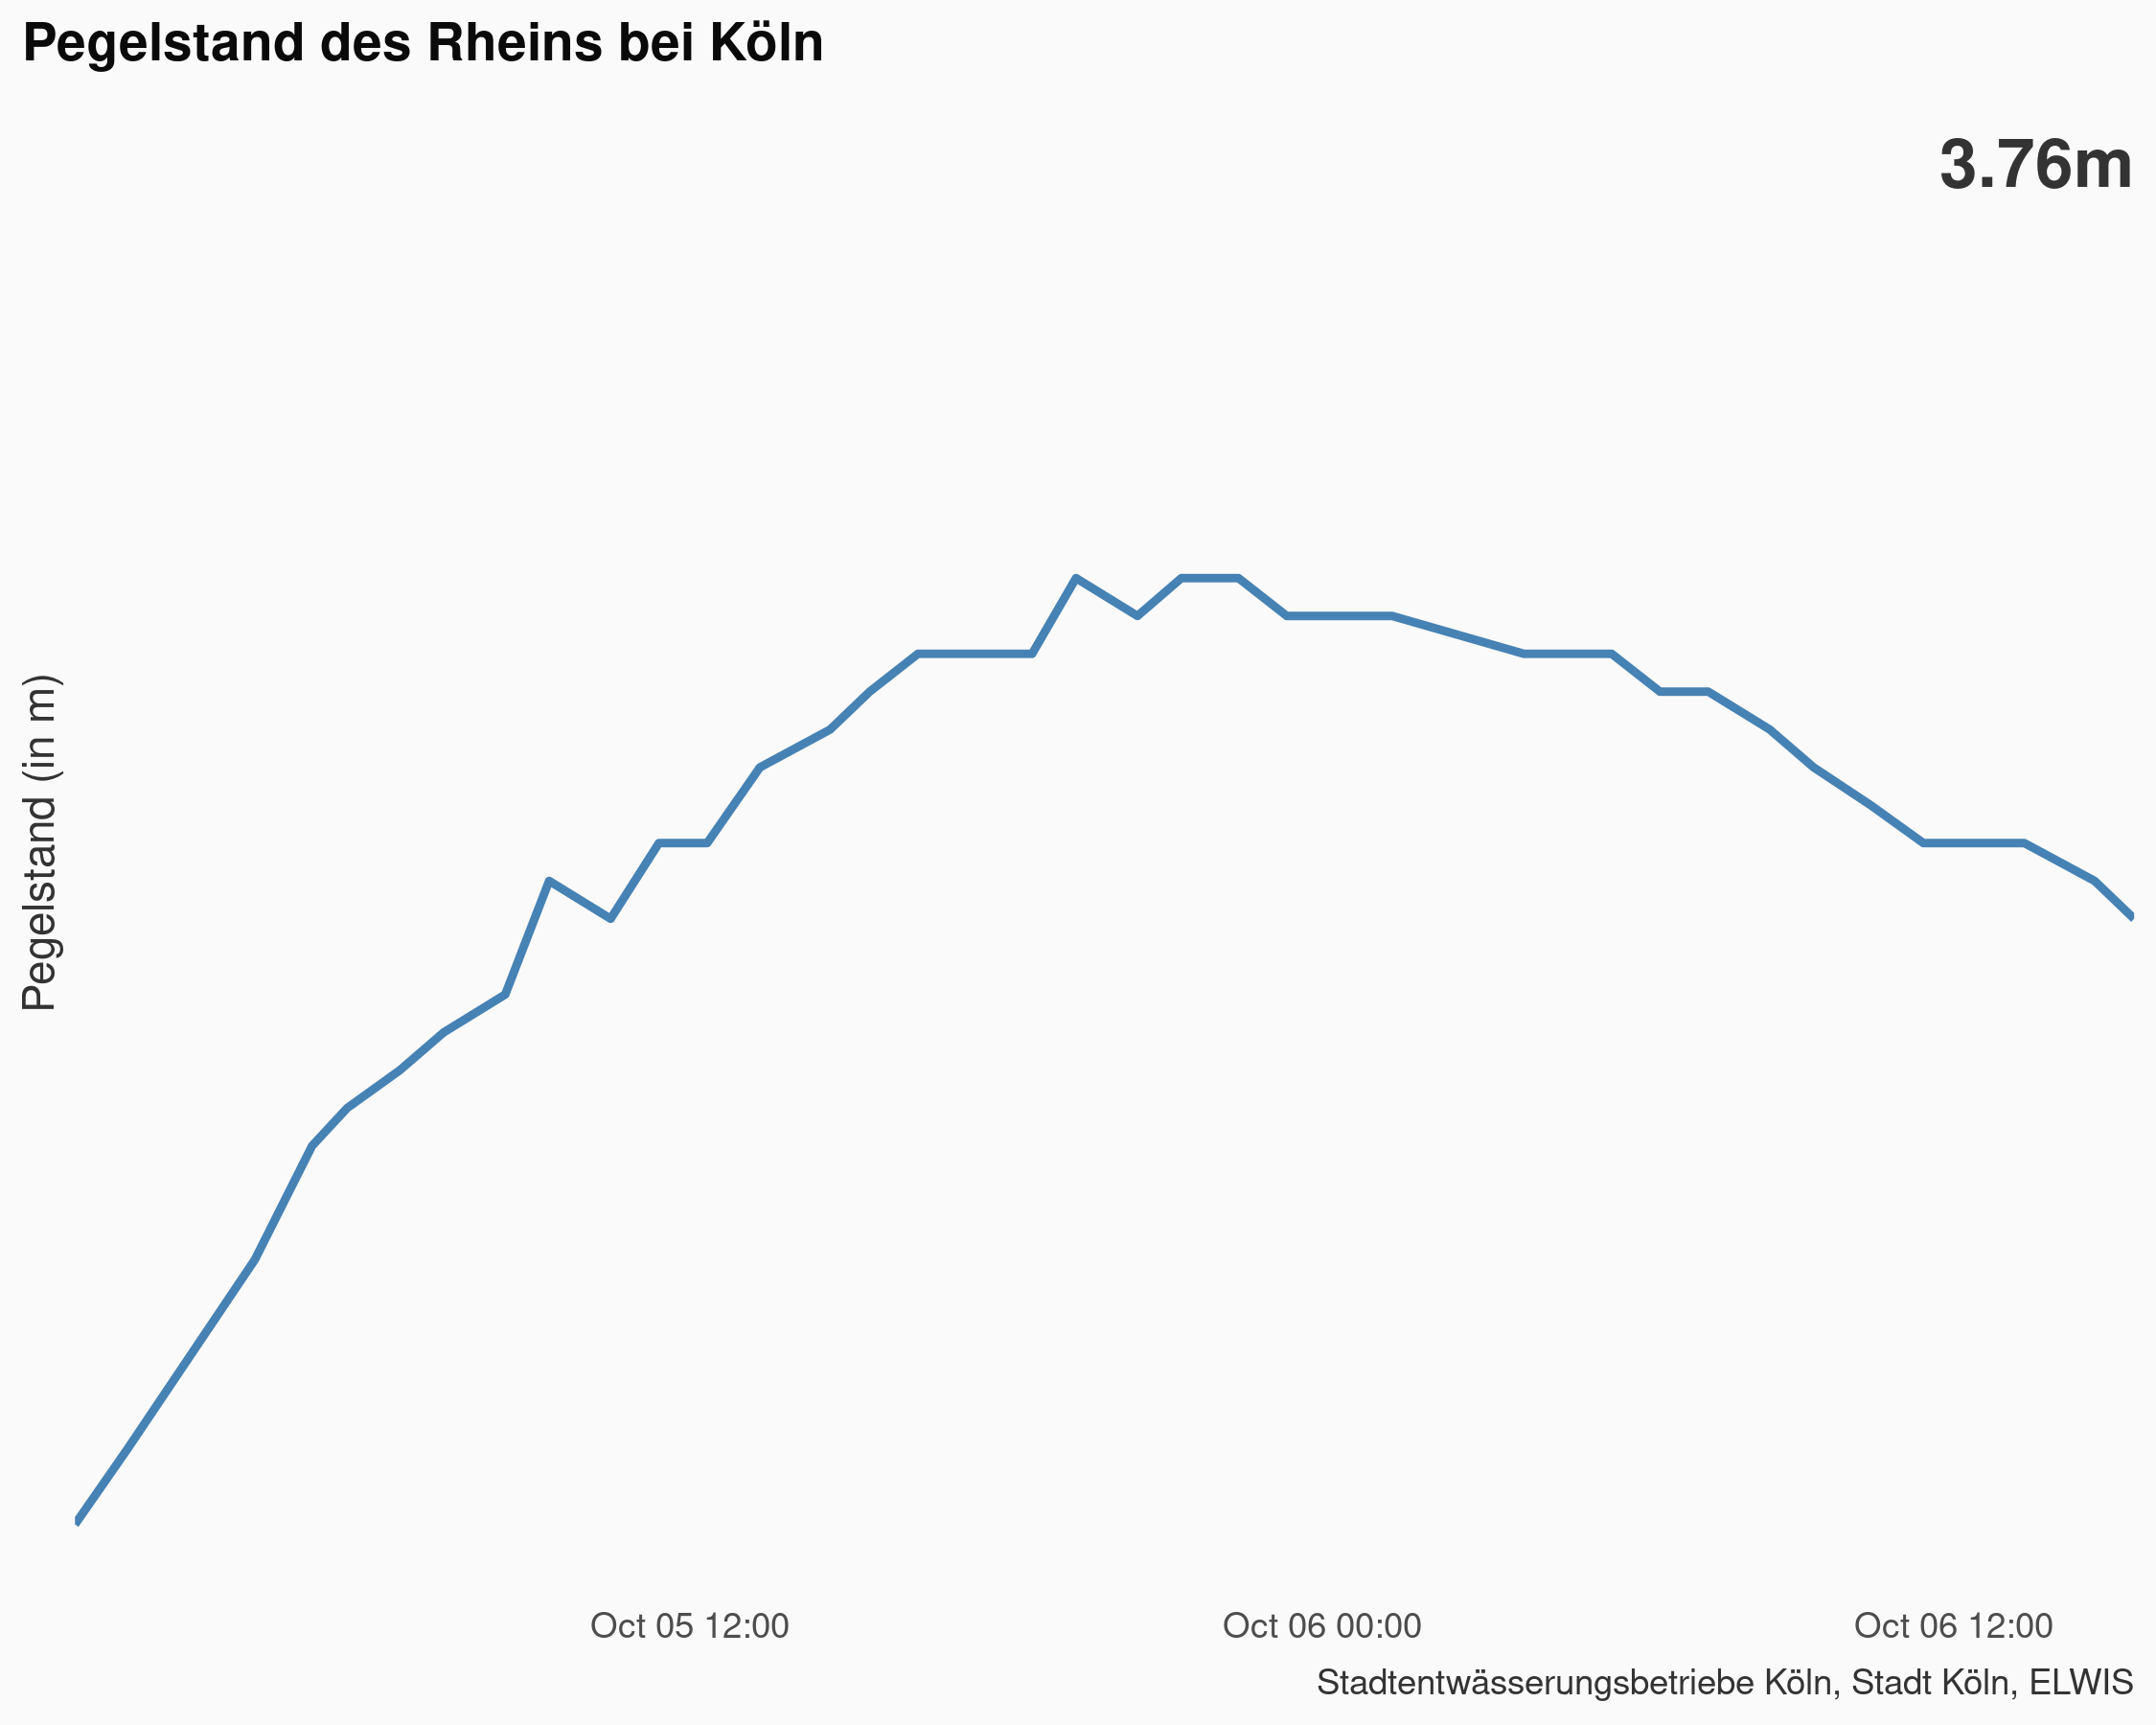 Pegelstand des Rheins bei Köln
3.76m
Pegelstand (in m)
Oct 05 12:00
Oct 06 00:00
Oct 06 12:00
Stadtentwässerungsbetriebe Köln, Stadt Köln, ELWIS